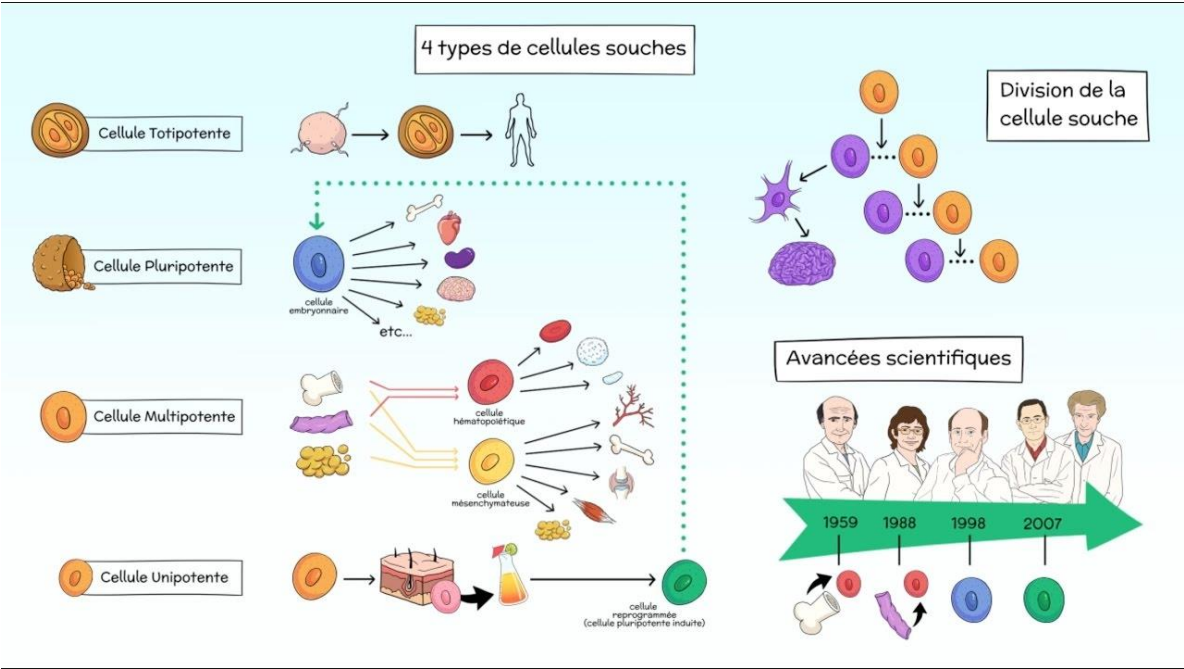 4 types de cellules souches
Cellule Totipotente
Cellule Pluripotente
cellule
embryonnaire
etc...
Cellule Multipotente
cellule
hématopoïétique
cellule
mésenchymateuse
Cellule Unipotente
cellule
reprogrammée
(cellule pluripotente induite)
Division de la
cellule souche
Avancées scientifiques
1959
1988
1998
2007